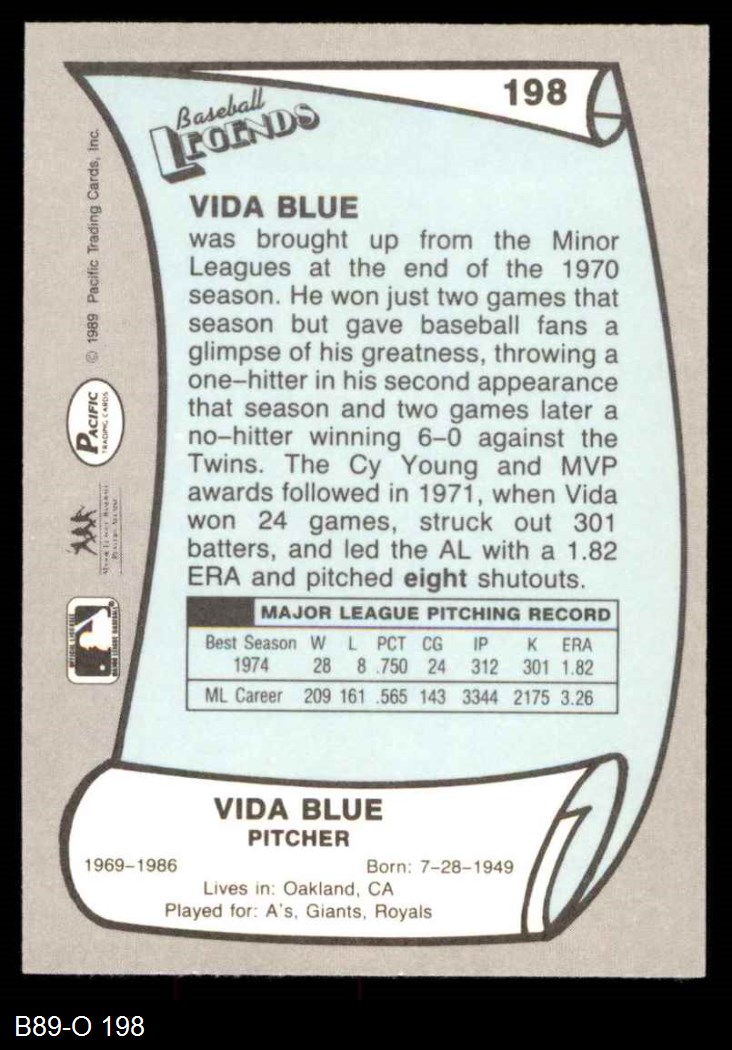 198
Baseball
LEGENDS
VIDA BLUE
was brought up from the Minor
Leagues at the end of the 1970
season. He won just two games that
season but gave baseball fans a
glimpse of his greatness, throwing a
one-hitter in his second appearance
that season and two games later a
no-hitter winning 6-0 against the
Twins. The Cy Young and MVP
awards followed in 1971, when Vida
won 24 games, struck out 301
batters, and led the AL with a 1.82
ERA and pitched eight shutouts.
MAJOR LEAGUE PITCHING RECORD
Best Season W L PCT CG IP K ERA
1974 28 8 .750 24 312 301 1.82
ML Career 209 161 .565 143 3344 2175 3.26
VIDA BLUE
PITCHER
1969-1986 Born: 7-28-1949
Lives in: Oakland, CA
Played for: A's, Giants, Royals
© 1989 Pacific Trading Cards, Inc.
PACIFIC
TRADING CARDS
B89-O 198